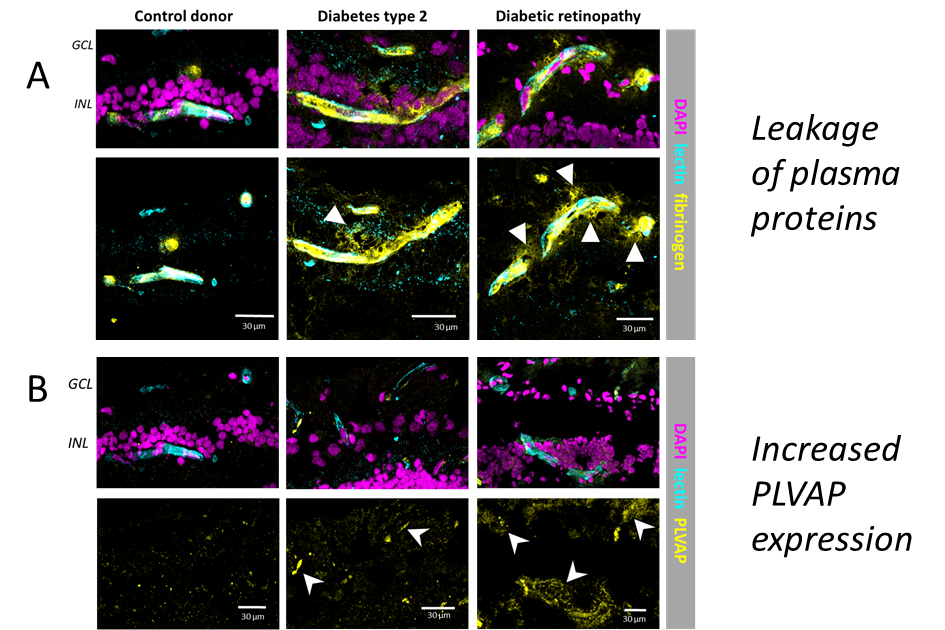 Control donor
Diabetes type 2
Diabetic retinopathy
A
GCL
INL
DAPI lectin fibrinogen
Leakage
of plasma
proteins
30 µm
30 µm
30 µm
B
GCL
INL
DAPI lectin PLVAP
Increased
PLVAP
expression
30 µm
30 µm
30 µm